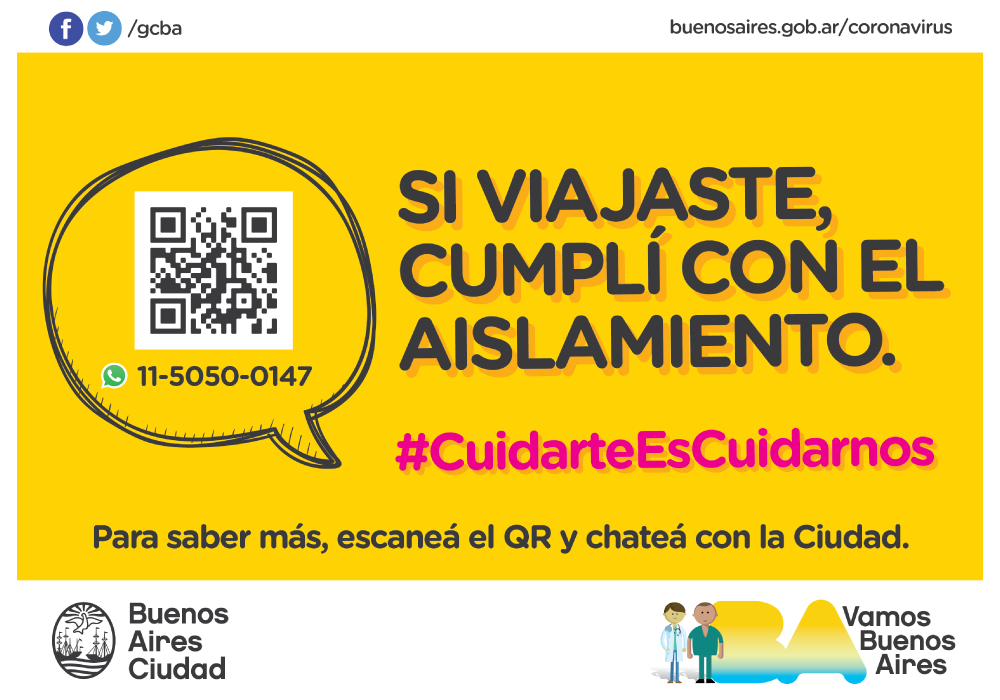 /gcba
buenosaires.gob.ar/coronavirus
SI VIAJASTE,
CUMPLÍ CON EL
AISLAMIENTO.
11-5050-0147
#CuidarteEsCuidarnos
Para saber más, escaneá el QR y chateá con la Ciudad.
Buenos
Aires
Ciudad
BA
Vamos
Buenos
Aires